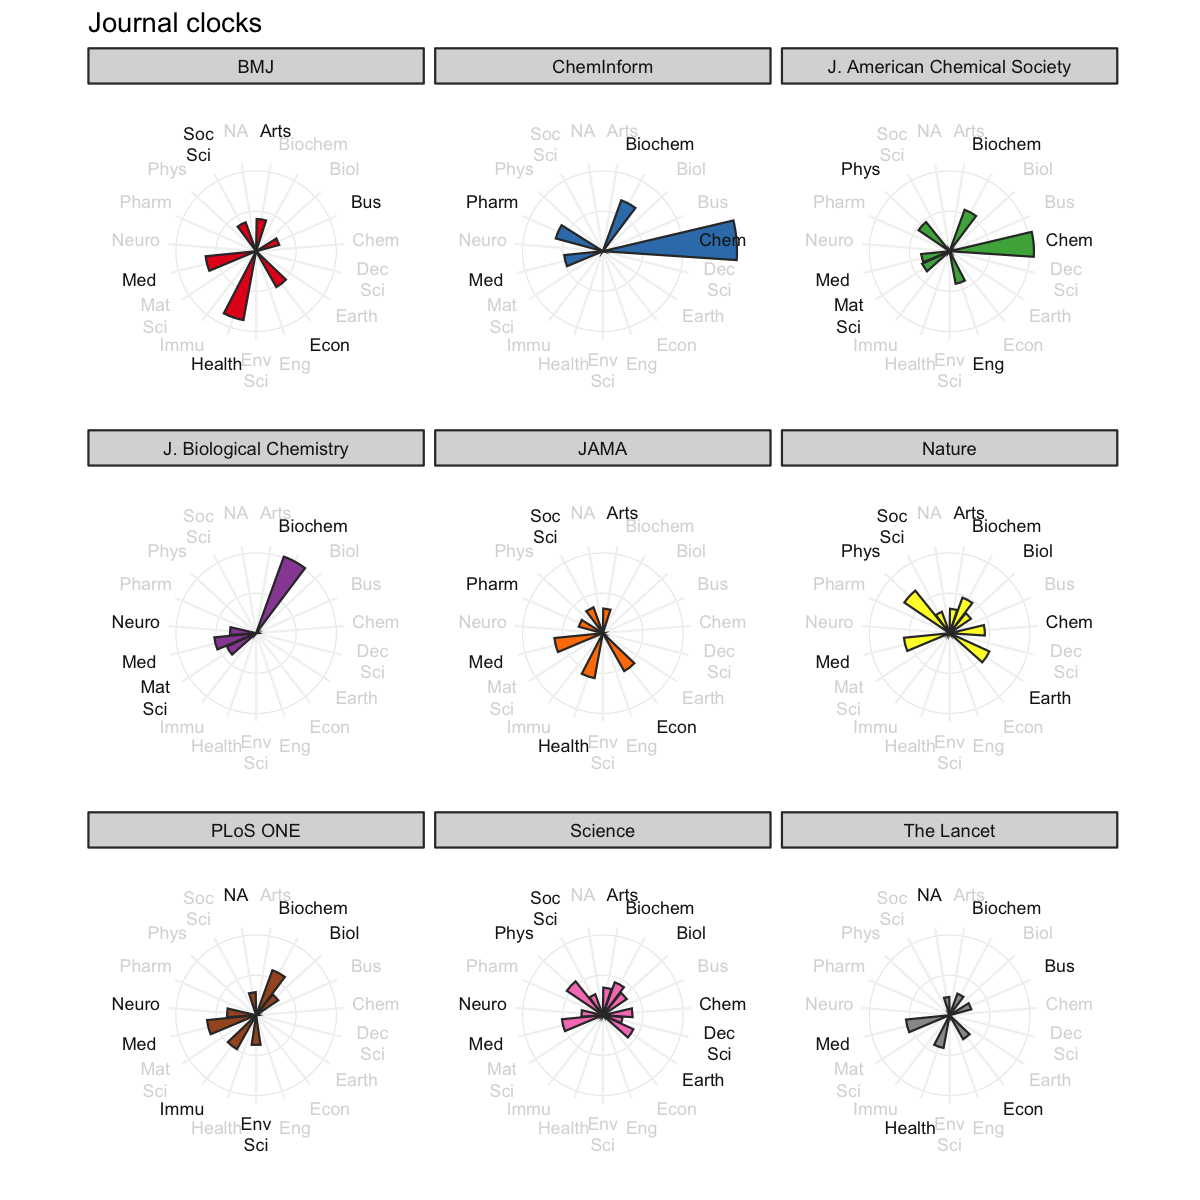 Journal clocks
BMJ
ChemInform
J. American Chemical Society
NA
Arts
Soc
Sci
Biochem
Phys
Biol
Pharm
Bus
Neuro
Chem
Med
Dec
Sci
Mat
Sci
Earth
Immu
Econ
Health
Env
Sci
Eng
NA
Arts
Soc
Sci
Biochem
Biol
Pharm
Bus
Neuro
Chem
Dec
Sci
Earth
Immu
Econ
Health
Env
Sci
Eng
NA
Arts
Soc
Sci
Biochem
Phys
Biol
Pharm
Bus
Neuro
Chem
Med
Dec
Sci
Mat
Sci
Earth
Immu
Econ
Health
Env
Sci
Eng
J. Biological Chemistry
JAMA
Nature
NA
Arts
Soc
Sci
Biochem
Phys
Biol
Pharm
Bus
Neuro
Chem
Med
Dec
Sci
Mat
Sci
Earth
Immu
Econ
Health
Env
Sci
Eng
NA
Arts
Soc
Sci
Biochem
Phys
Biol
Pharm
Bus
Neuro
Chem
Med
Dec
Sci
Mat
Sci
Earth
Immu
Econ
Health
Env
Sci
Eng
NA
Arts
Soc
Sci
Biochem
Phys
Biol
Pharm
Bus
Neuro
Chem
Med
Dec
Sci
Mat
Sci
Earth
Immu
Econ
Health
Env
Sci
Eng
PLoS ONE
Science
The Lancet
NA
Arts
Soc
Sci
Biochem
Phys
Biol
Pharm
Bus
Neuro
Chem
Med
Dec
Sci
Mat
Sci
Earth
Immu
Econ
Health
Env
Sci
Eng
NA
Arts
Soc
Sci
Biochem
Phys
Biol
Pharm
Bus
Neuro
Chem
Med
Dec
Sci
Mat
Sci
Earth
Immu
Econ
Health
Env
Sci
Eng
NA
Arts
Soc
Sci
Biochem
Phys
Biol
Pharm
Bus
Neuro
Chem
Med
Dec
Sci
Mat
Sci
Earth
Immu
Econ
Health
Env
Sci
Eng